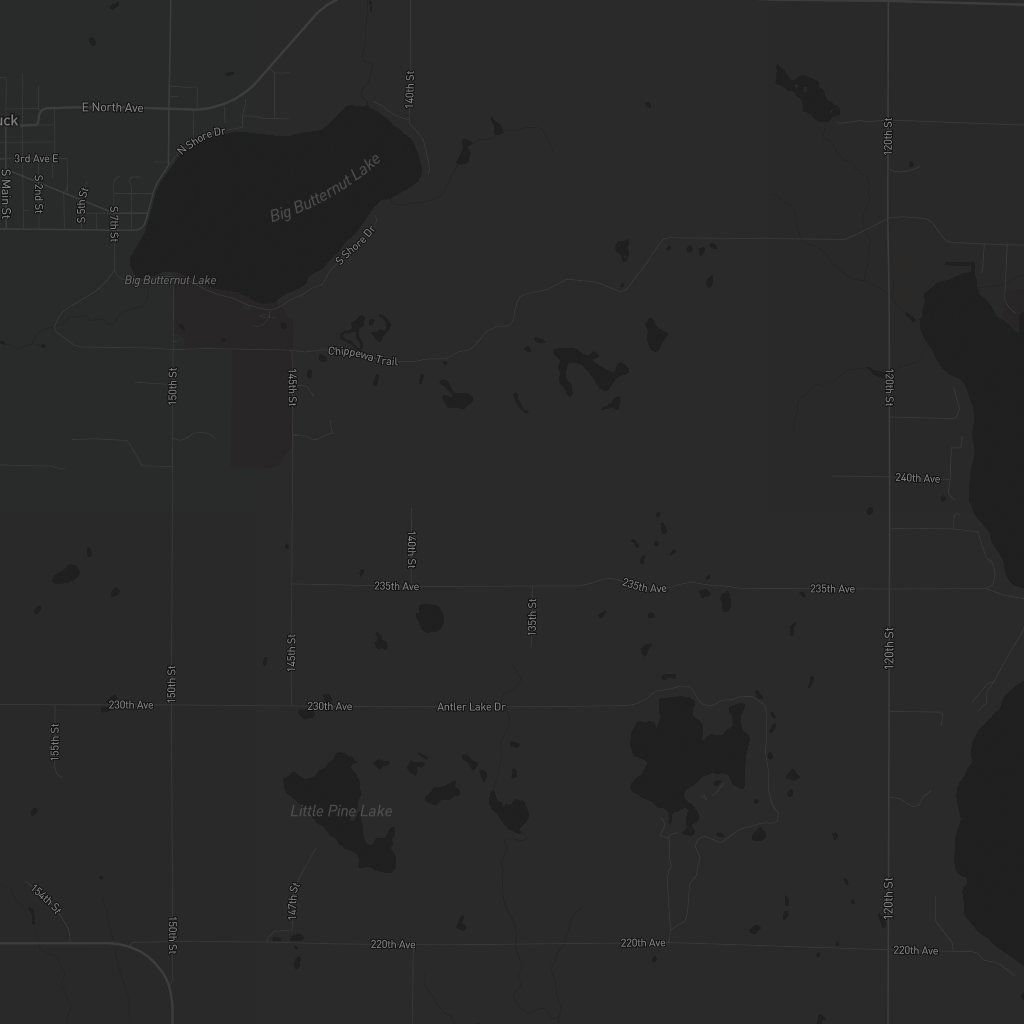 140th St
E North Ave
uck
120th St
N Shore Dr
3rd Ave E
S Main St
S 2nd St
S 5th St
S 7th St
Big Butternut Lake
S Shore Dr
Big Butternut Lake
Chippewa Trail
150th St
145th St
120th St
240th Ave
140th St
235th Ave
235th Ave
235th Ave
135th St
145th St
120th St
150th St
230th Ave
230th Ave
Antler Lake Dr
155th St
Little Pine Lake
154th St
147th St
120th St
150th St
220th Ave
220th Ave
220th Ave